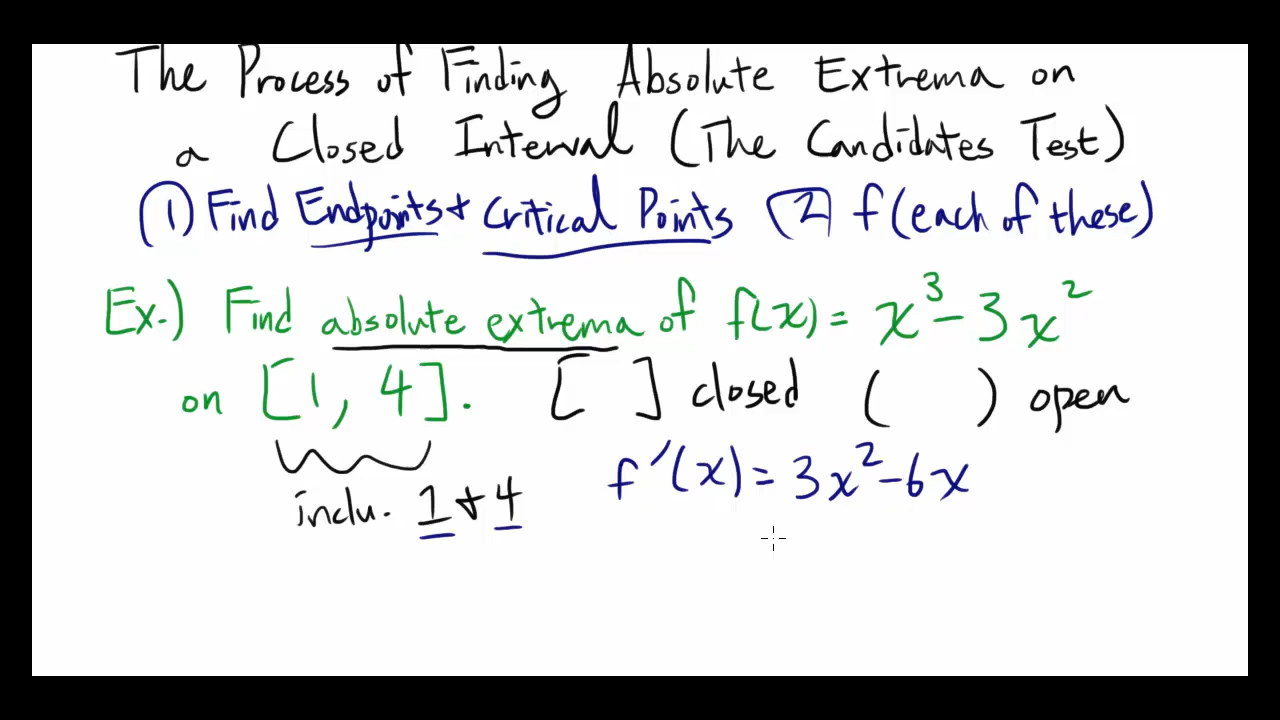 The Process of Finding Absolute Extrema on
a Closed Interval (The Candidates Test)
(1) Find Endpoints + Critical Points (2) f(each of these)
Ex.) Find absolute extrema of f(x) = x³ - 3x²
on [1, 4]. [ ] closed ( ) open
inclu. 1 + 4 f'(x) = 3x² - 6x